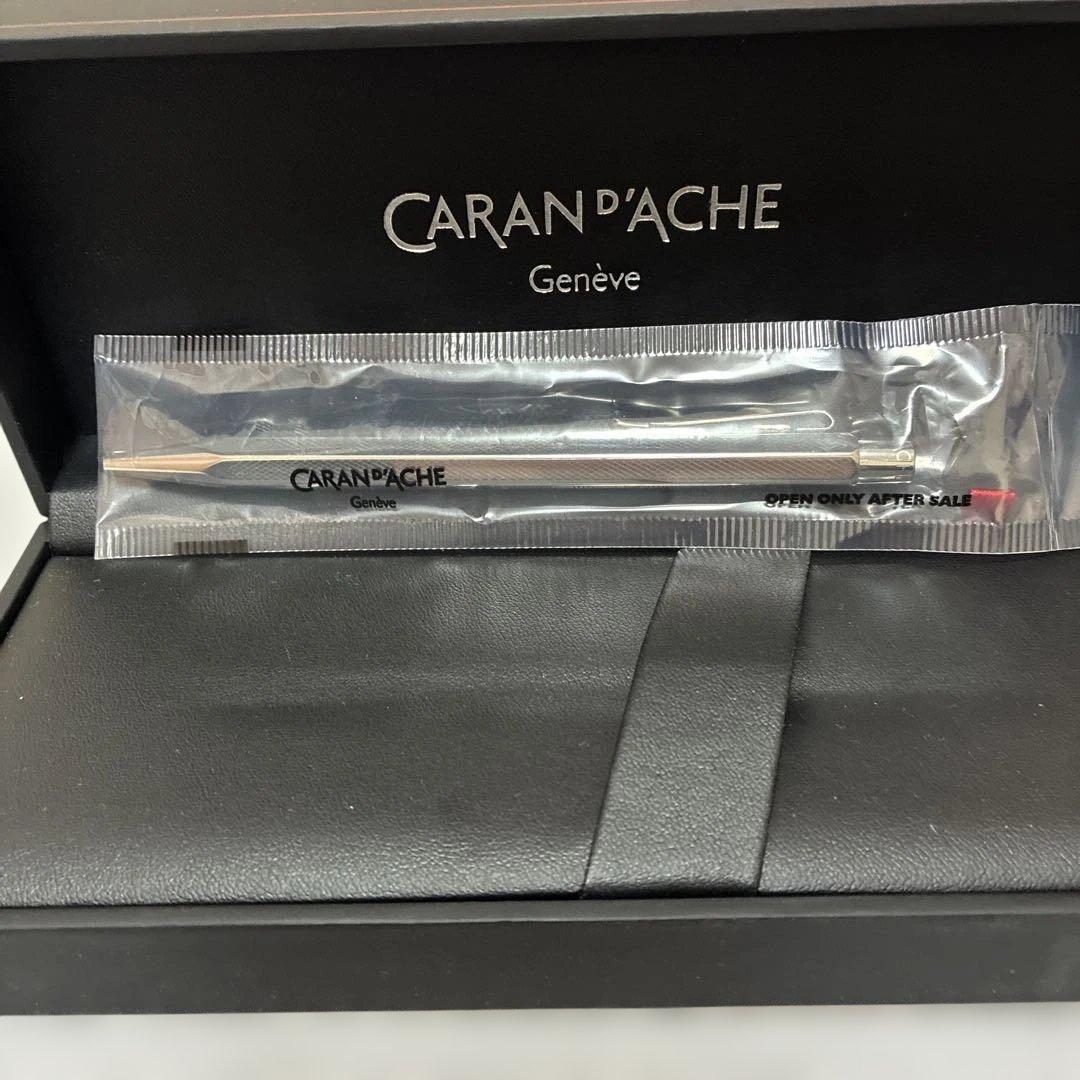 CARAN D'ACHE
Genève
CARAN D'ACHE
Genève
OPEN ONLY AFTER SALE